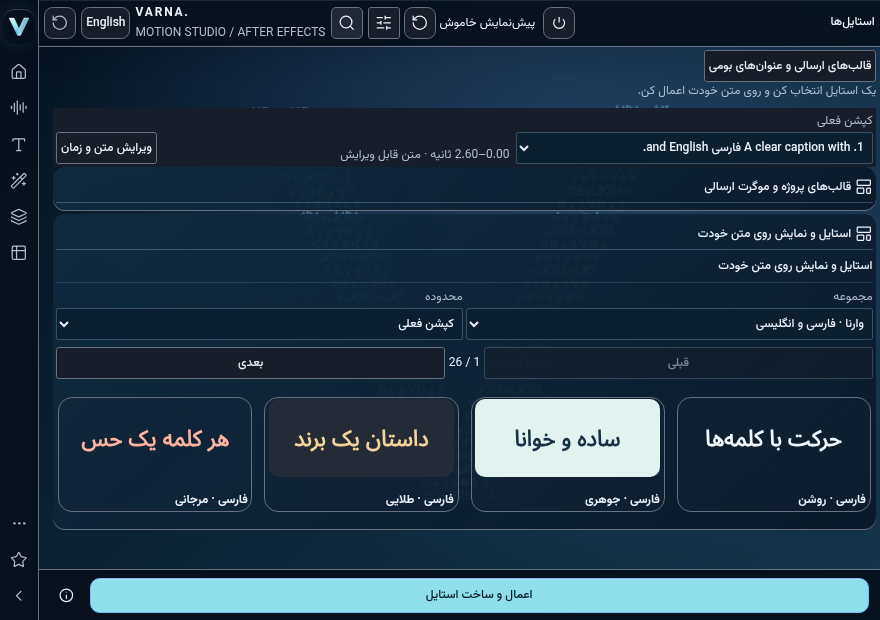 استایل‌ها
پیش‌نمایش خاموش
VARNA.
MOTION STUDIO / AFTER EFFECTS
English
قالب‌های ارسالی و عنوان‌های بومی
یک استایل انتخاب کن و روی متن خودت اعمال کن.
کپشن فعلی
1. A clear caption with فارسی and English.
0.00–2.60 ثانیه · متن قابل ویرایش
ویرایش متن و زمان
قالب‌های پروژه و موگرت ارسالی
استایل و نمایش روی متن خودت
استایل و نمایش روی متن خودت
مجموعه
محدوده
وارنا · فارسی و انگلیسی
کپشن فعلی
قبلی
1 / 26
بعدی
حرکت با کلمه‌ها
فارسی · روشن
ساده و خوانا
فارسی · جوهری
داستان یک برند
فارسی · طلایی
هر کلمه یک حس
فارسی · مرجانی
اعمال و ساخت استایل